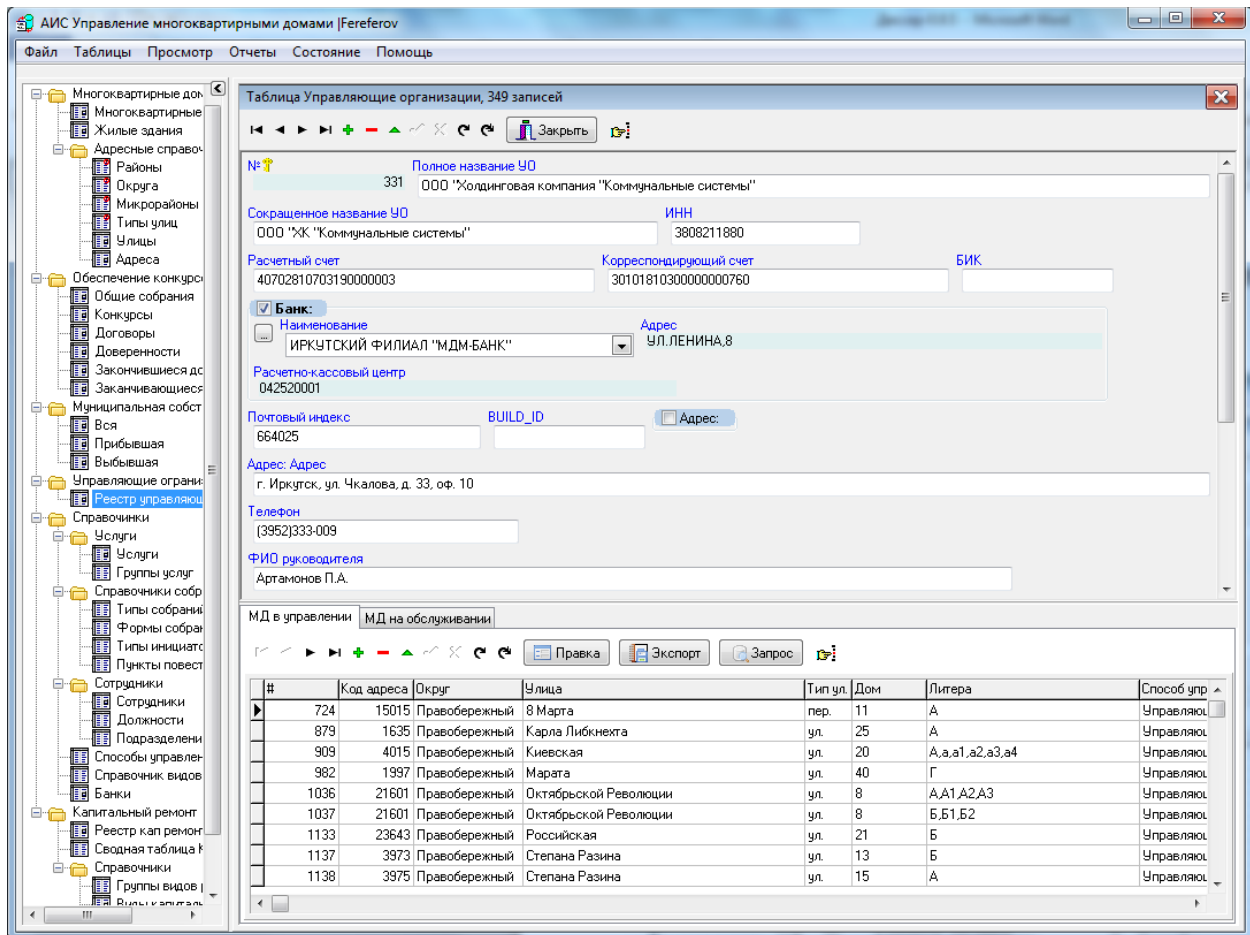 АИС Управление многоквартирными домами |Fereferov
Файл Таблицы Просмотр Отчеты Состояние Помощь
Многоквартирные дом
Многоквартирные
Жилые здания
Адресные справоч
Районы
Округа
Микрорайоны
Типы улиц
Улицы
Адреса
Обеспечение конкурс
Общие собрания
Конкурсы
Договоры
Доверенности
Закончившиеся до
Заканчивающиеся
Муниципальная собст
Вся
Прибывшая
Выбывшая
Управляющие ограни
Реестр управляющ
Справочники
Услуги
Услуги
Группы услуг
Справочники собр
Типы собраний
Формы собран
Типы инициато
Пункты повест
Сотрудники
Сотрудники
Должности
Подразделени
Способы управлен
Справочник видов
Банки
Капитальный ремонт
Реестр кап ремонт
Сводная таблица К
Справочники
Группы видов р
Виды капиталь
Таблица Управляющие организации, 349 записей
Закрыть
№ Полное название УО
331 ООО "Холдинговая компания "Коммунальные системы"
Сокращенное название УО ИНН
ООО "ХК "Коммунальные системы" 3808211880
Расчетный счет Корреспондирующий счет БИК
40702810703190000003 30101810300000000760
Банк:
Наименование Адрес
ИРКУТСКИЙ ФИЛИАЛ "МДМ-БАНК" УЛ.ЛЕНИНА,8
Расчетно-кассовый центр
042520001
Почтовый индекс BUILD_ID Адрес:
664025
Адрес: Адрес
г. Иркутск, ул. Чкалова, д. 33, оф. 10
Телефон
(3952)333-009
ФИО руководителя
Артамонов П.А.
МД в управлении МД на обслуживании
Правка Экспорт Запрос
# Код адреса Округ Улица Тип ул. Дом Литера Способ упр
724 15015 Правобережный 8 Марта пер. 11 А Управляющ
879 1635 Правобережный Карла Либкнехта ул. 25 А Управляющ
909 4015 Правобережный Киевская ул. 20 А,а,а1,а2,а3,а4 Управляющ
982 1997 Правобережный Марата ул. 40 Г Управляющ
1036 21601 Правобережный Октябрьской Революции ул. 8 А,А1,А2,А3 Управляющ
1037 21601 Правобережный Октябрьской Революции ул. 8 Б,Б1,Б2 Управляющ
1133 23643 Правобережный Российская ул. 21 Б Управляющ
1137 3973 Правобережный Степана Разина ул. 13 Б Управляющ
1138 3975 Правобережный Степана Разина ул. 15 А Управляющ